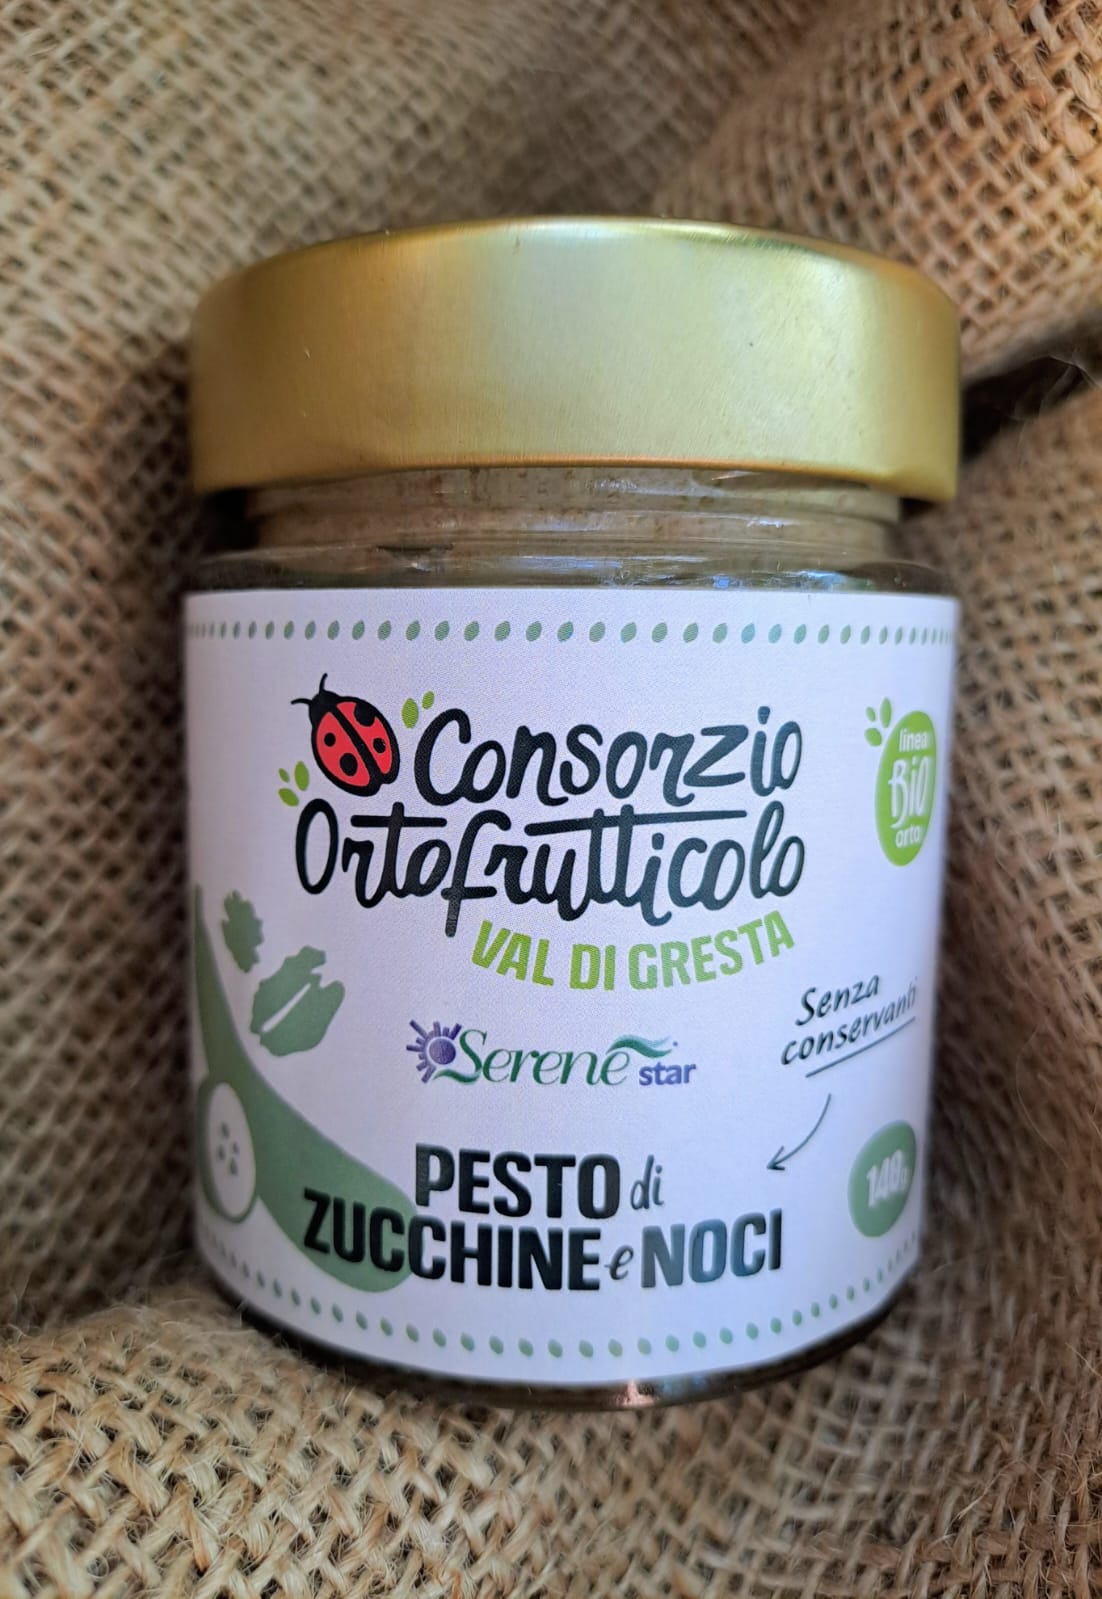 Consorzio
Ortofrutticolo
VAL DI GRESTA
linea
Bio
orto
Senza
conservanti
Serene star
140g
PESTO di
ZUCCHINE e NOCI